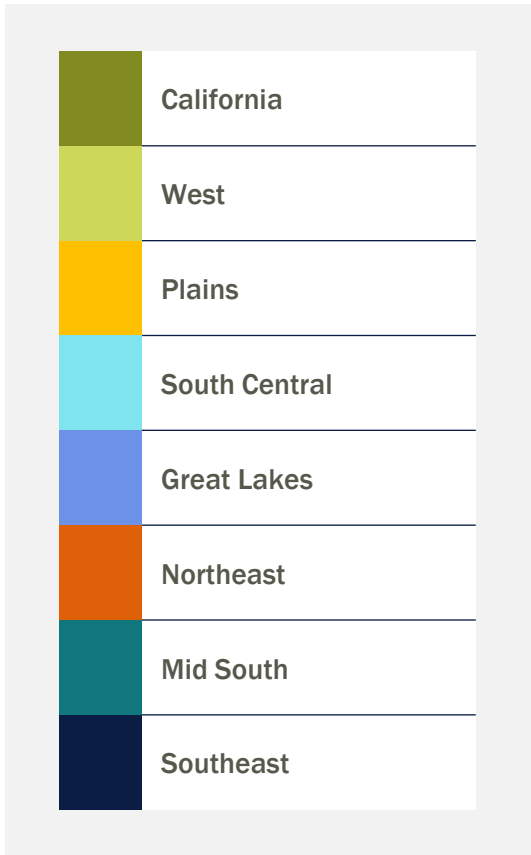 California
West
Plains
South Central
Great Lakes
Northeast
Mid South
Southeast